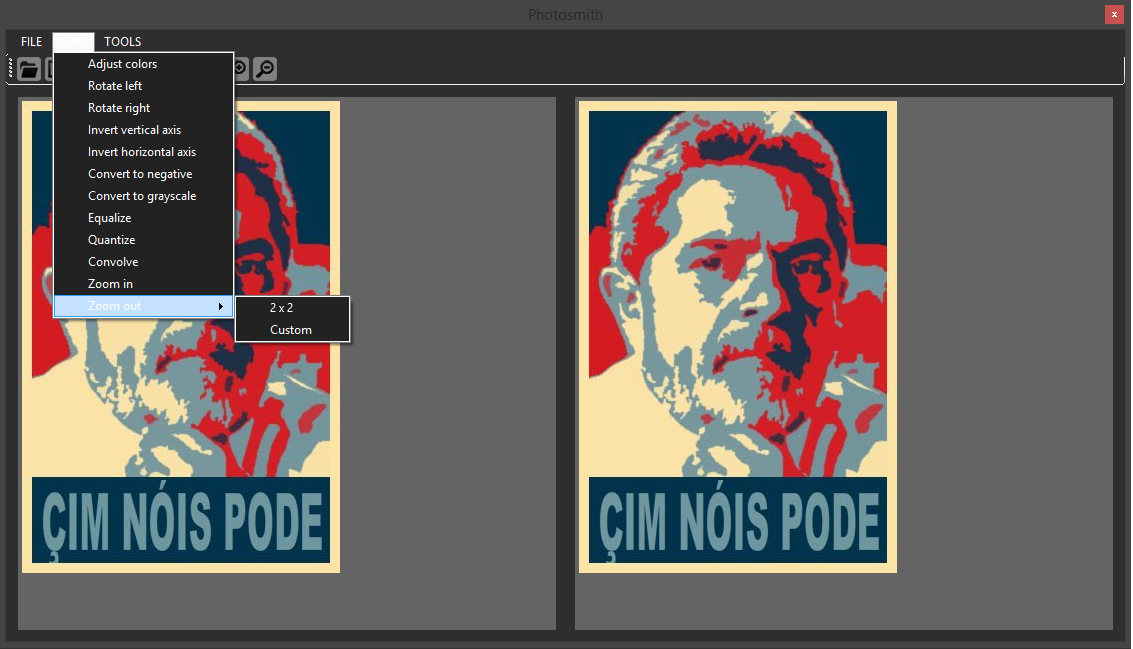 Photosmith
x
FILE
TOOLS
Adjust colors
Rotate left
Rotate right
Invert vertical axis
Invert horizontal axis
Convert to negative
Convert to grayscale
Equalize
Quantize
Convolve
Zoom in
Zoom out
2 x 2
Custom
ÇIM NÓIS PODE
ÇIM NÓIS PODE